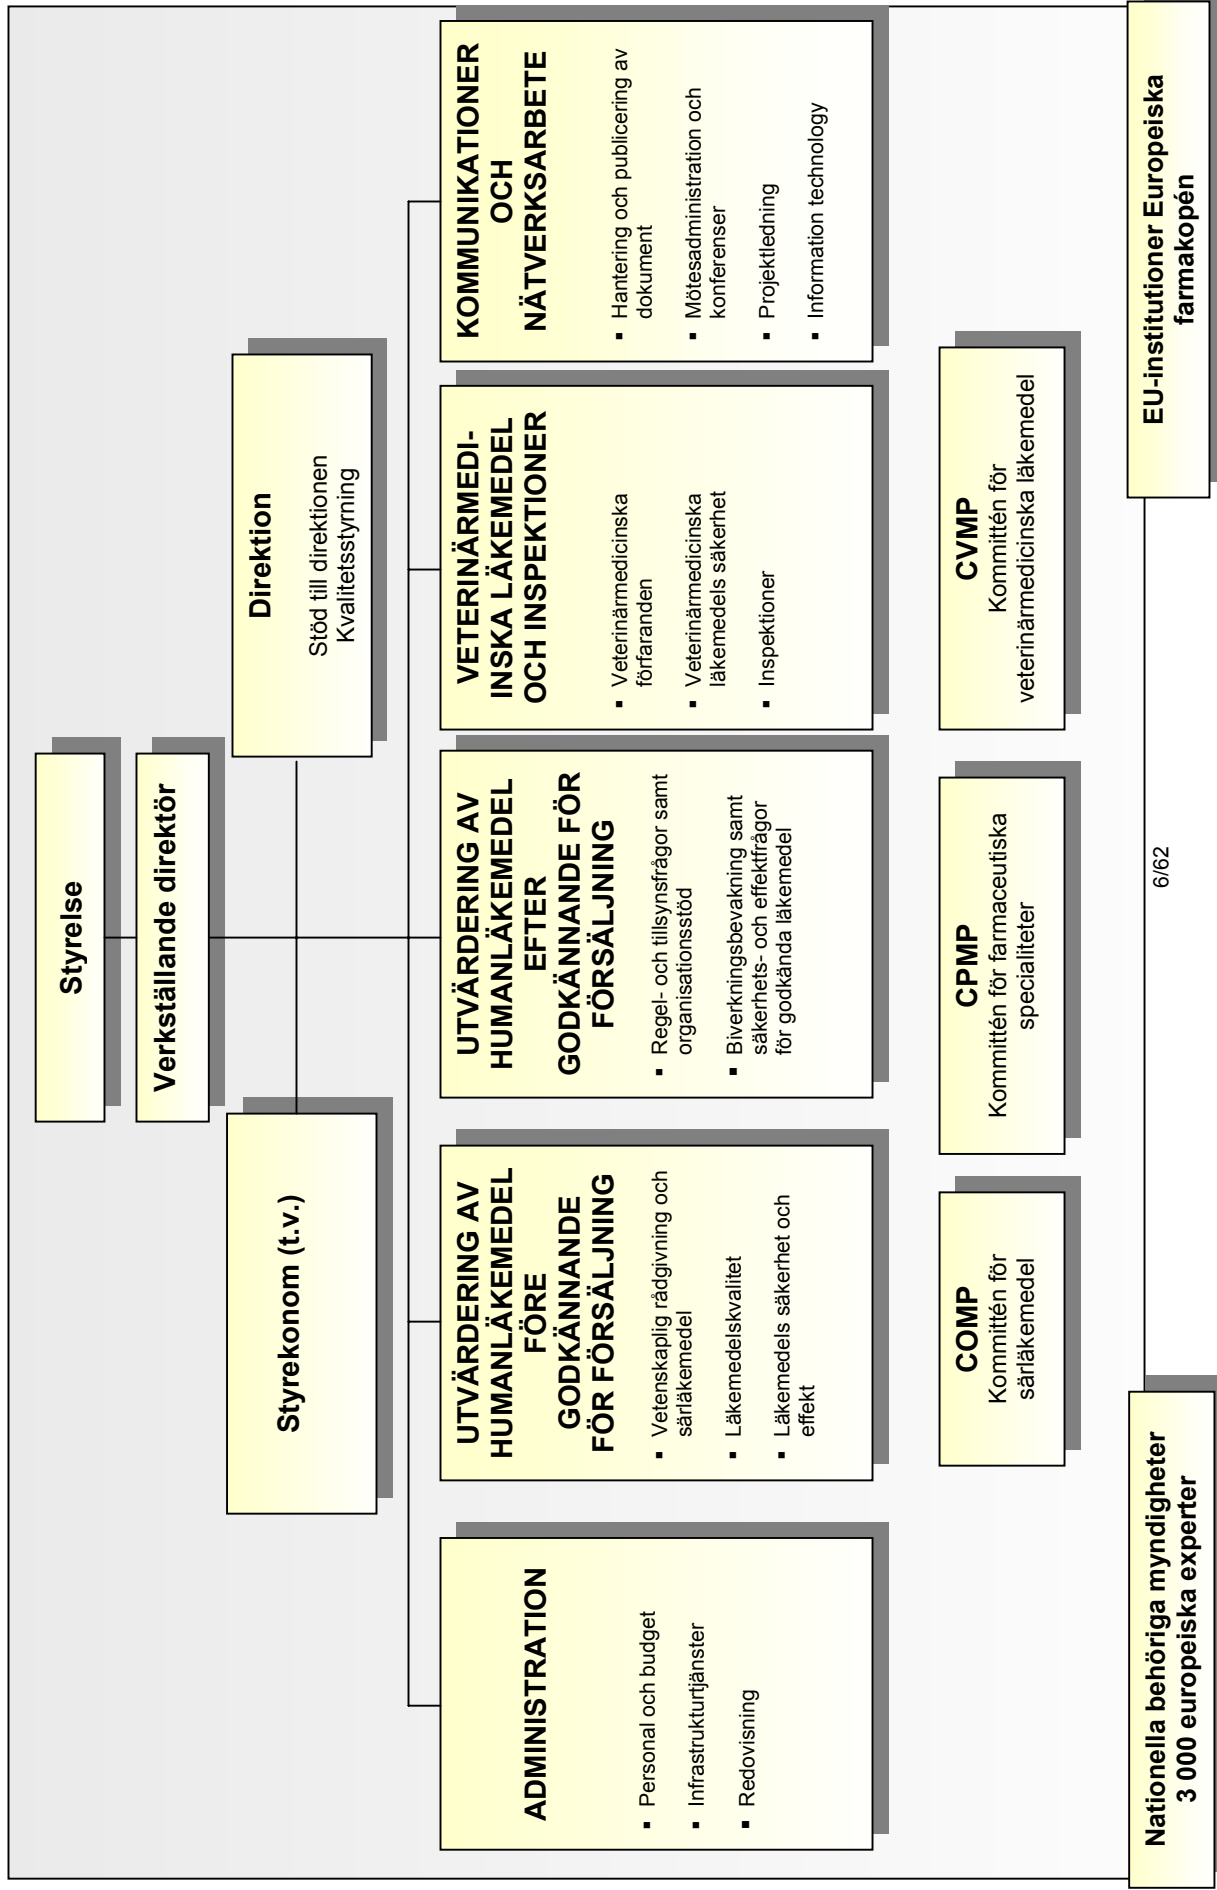 Styrelse
Verkställande direktör
Styrekonom (t.v.)
Direktion
Stöd till direktionen
Kvalitetsstyrning
ADMINISTRATION
▪ Personal och budget
▪ Infrastrukturtjänster
▪ Redovisning
UTVÄRDERING AV
HUMANLÄKEMEDEL
FÖRE
GODKÄNNANDE
FÖR FÖRSÄLJNING
▪ Vetenskaplig rådgivning och
särläkemedel
▪ Läkemedelskvalitet
▪ Läkemedels säkerhet och
effekt
UTVÄRDERING AV
HUMANLÄKEMEDEL
EFTER
GODKÄNNANDE FÖR
FÖRSÄLJNING
▪ Regel- och tillsynsfrågor samt
organisationsstöd
▪ Biverkningsbevakning samt
säkerhets- och effektfrågor
för godkända läkemedel
VETERINÄRMEDI-
INSKA LÄKEMEDEL
OCH INSPEKTIONER
▪ Veterinärmedicinska
förfaranden
▪ Veterinärmedicinska
läkemedels säkerhet
▪ Inspektioner
KOMMUNIKATIONER
OCH
NÄTVERKSARBETE
▪ Hantering och publicering av
dokument
▪ Mötesadministration och
konferenser
▪ Projektledning
▪ Information technology
COMP
Kommittén för
särläkemedel
CPMP
Kommittén för farmaceutiska
specialiteter
CVMP
Kommittén för
veterinärmedicinska läkemedel
Nationella behöriga myndigheter
3 000 europeiska experter
EU-institutioner Europeiska
farmakopén
6/62